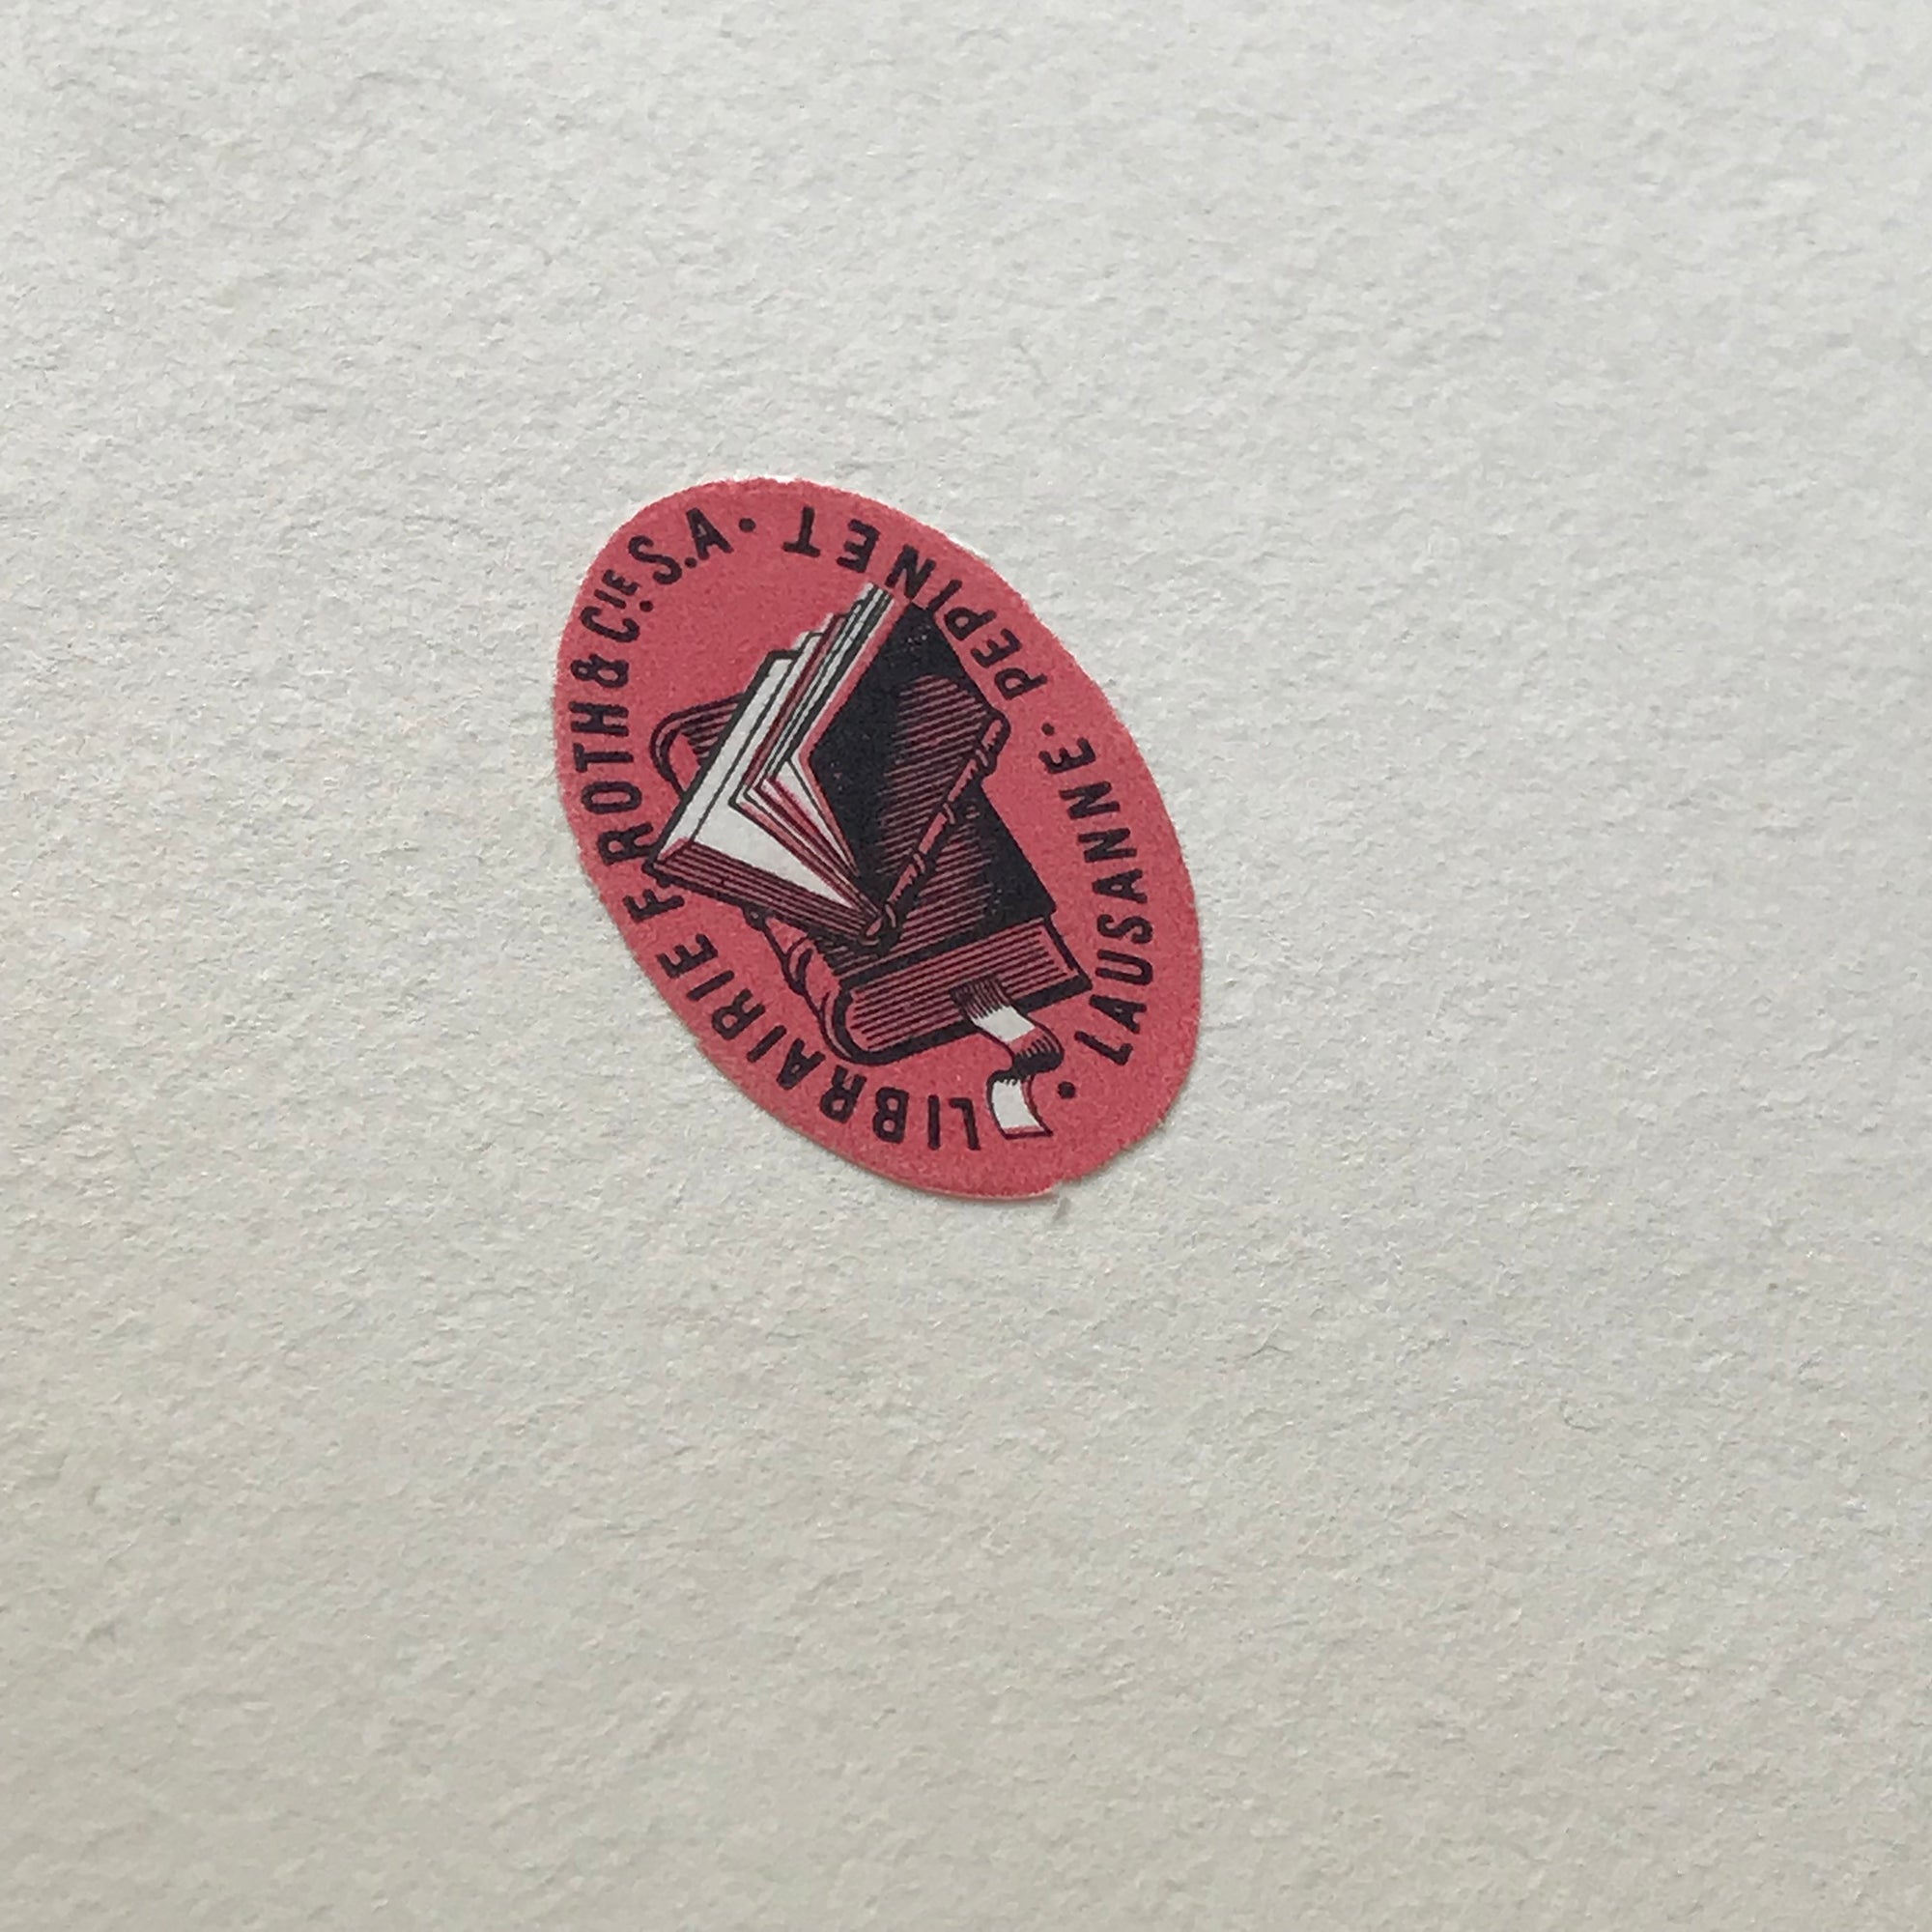 LIBRAIRIE F. ROTH & CIE. S.A. • 
LAUSANNE • PEPINET